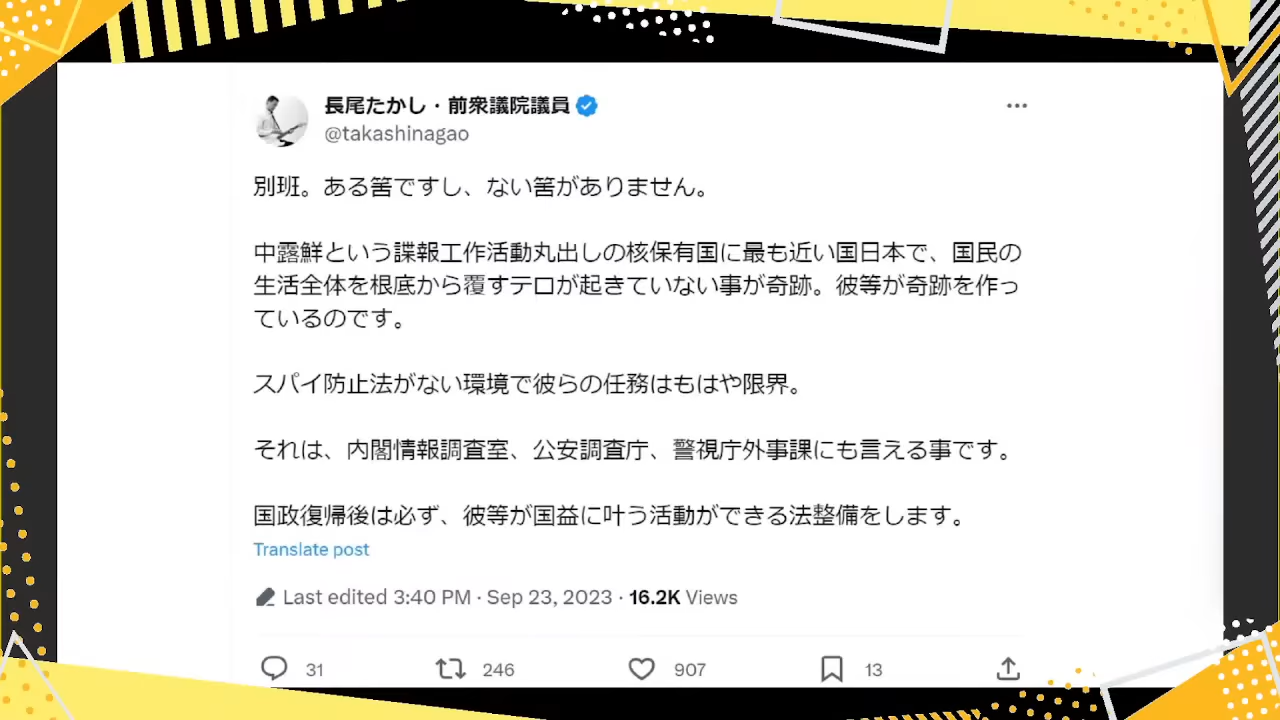 長尾たかし・前衆議院議員
@takashinagao
別班。ある筈ですし、ない筈がありません。
中露鮮という諜報工作活動丸出しの核保有国に最も近い国日本で、国民の
生活全体を根底から覆すテロが起きていない事が奇跡。彼等が奇跡を作っ
ているのです。
スパイ防止法がない環境で彼らの任務はもはや限界。
それは、内閣情報調査室、公安調査庁、警視庁外事課にも言える事です。
国政復帰後は必ず、彼等が国益に叶う活動ができる法整備をします。
Translate post
Last edited 3:40 PM · Sep 23, 2023 · 16.2K Views
31 246 907 13